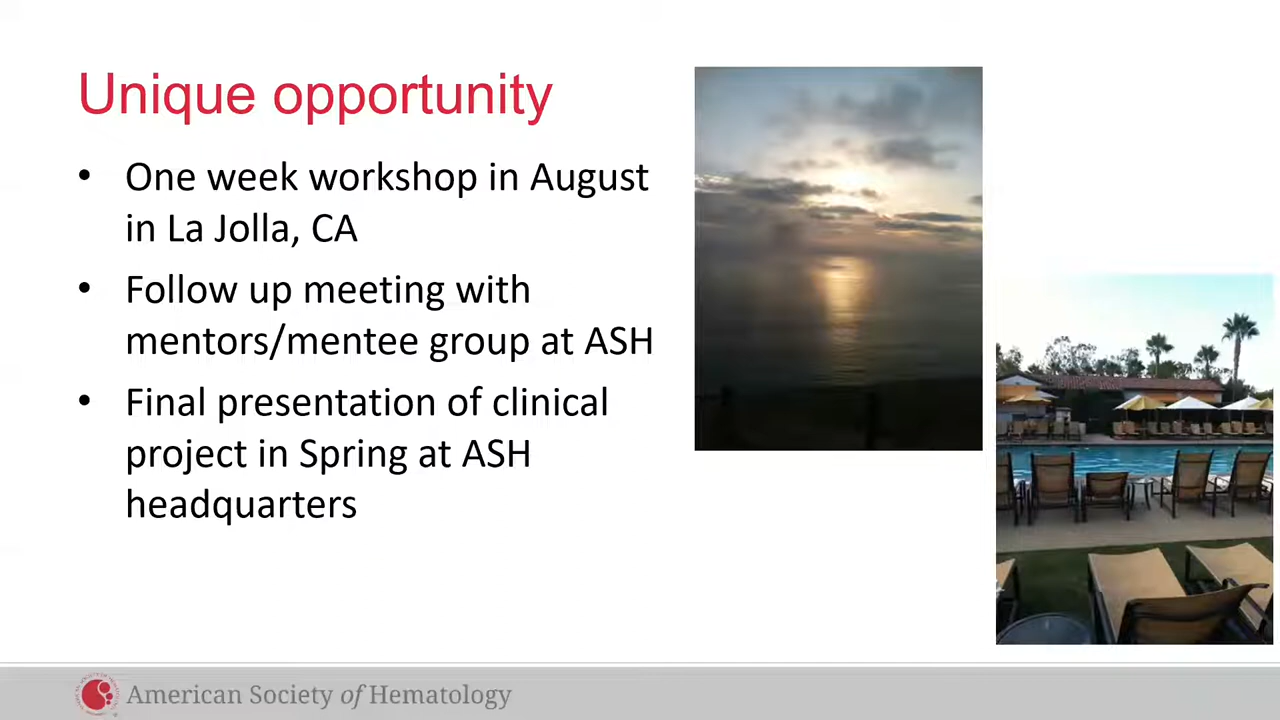 Unique opportunity
• One week workshop in August
in La Jolla, CA
• Follow up meeting with
mentors/mentee group at ASH
• Final presentation of clinical
project in Spring at ASH
headquarters
American Society of Hematology